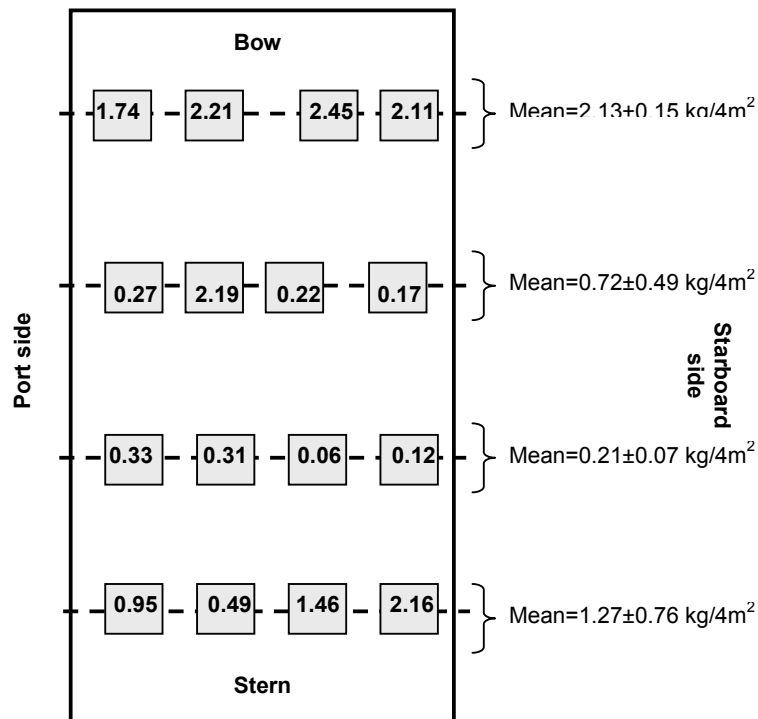 Bow
1.74 2.21 2.45 2.11 Mean=2.13±0.15 kg/4m²
0.27 2.19 0.22 0.17 Mean=0.72±0.49 kg/4m²
Port side
Starboard
side
0.33 0.31 0.06 0.12 Mean=0.21±0.07 kg/4m²
0.95 0.49 1.46 2.16 Mean=1.27±0.76 kg/4m²
Stern